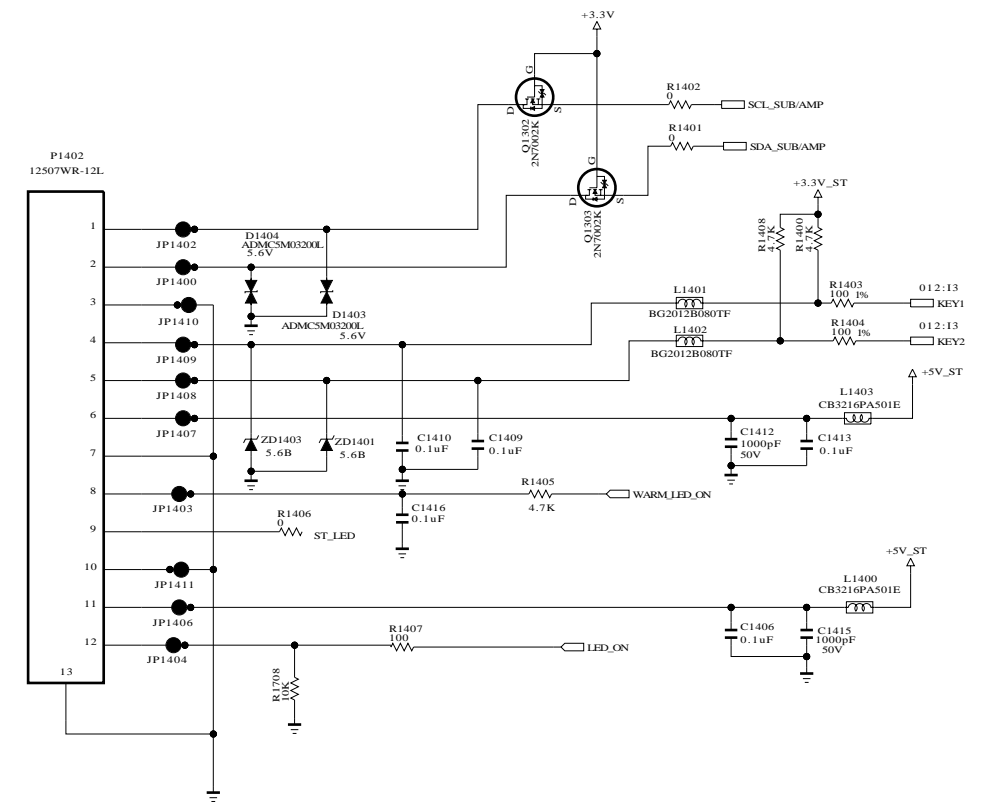 +3.3V
G
R1402
0
SCL_SUB/AMP
D
S
Q1302
2N7002K
R1401
0
SDA_SUB/AMP
P1402
12507WR-12L
G
D
S
Q1303
2N7002K
+3.3V_ST
1
JP1402
D1404
ADMC5M03200L
5.6V
R1408
4.7K
R1400
4.7K
2
JP1400
3
JP1410
D1403
ADMC5M03200L
5.6V
L1401
BG2012B080TF
R1403
100 1%
012:I3
KEY1
4
JP1409
L1402
BG2012B080TF
R1404
100 1%
012:I3
KEY2
5
JP1408
+5V_ST
6
JP1407
L1403
CB3216PA501E
ZD1403
5.6B
ZD1401
5.6B
C1410
0.1uF
C1409
0.1uF
C1412
1000pF
50V
C1413
0.1uF
7
8
JP1403
R1405
4.7K
WARM_LED_ON
C1416
0.1uF
9
R1406
0
ST_LED
10
JP1411
+5V_ST
11
JP1406
L1400
CB3216PA501E
C1406
0.1uF
C1415
1000pF
50V
12
JP1404
R1407
100
LED_ON
R1708
10K
13